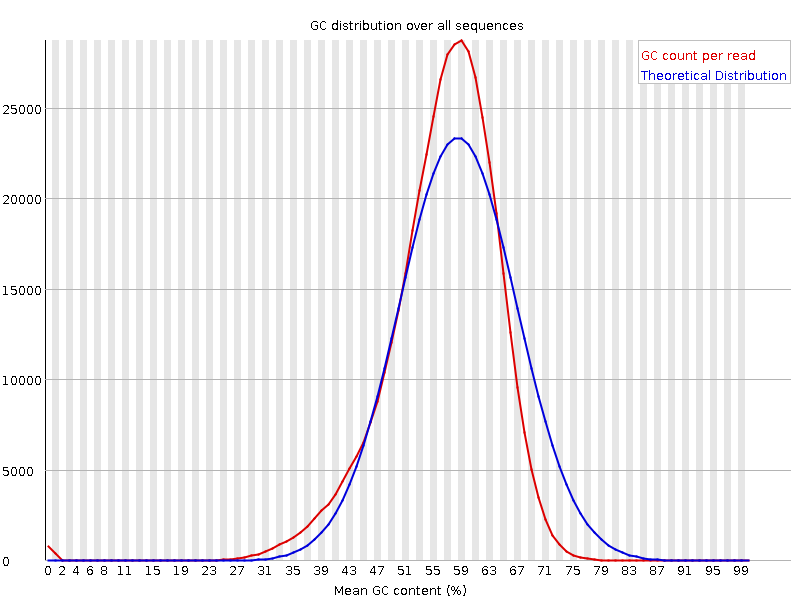 GC distribution over all sequences
GC count per read
Theoretical Distribution
25000
20000
15000
10000
5000
0
0 2 4 6 8 11 15 19 23 27 31 35 39 43 47 51 55 59 63 67 71 75 79 83 87 91 95 99
Mean GC content (%)